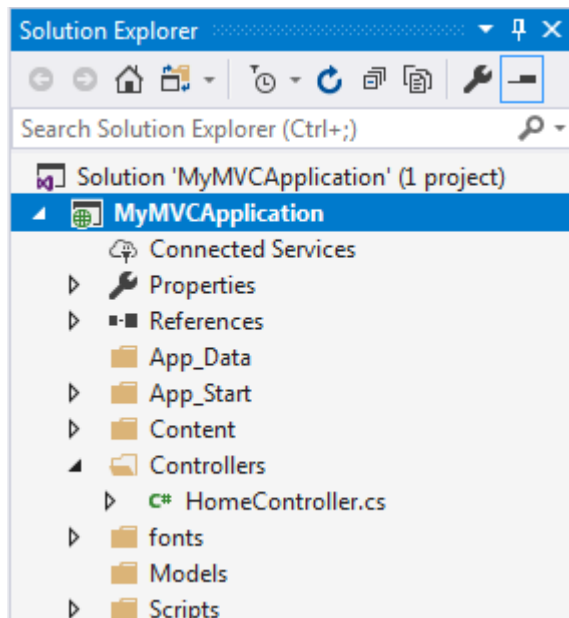 Solution Explorer
Search Solution Explorer (Ctrl+;)
Solution 'MyMVCApplication' (1 project)
MyMVCApplication
Connected Services
Properties
References
App_Data
App_Start
Content
Controllers
C# HomeController.cs
fonts
Models
Scripts